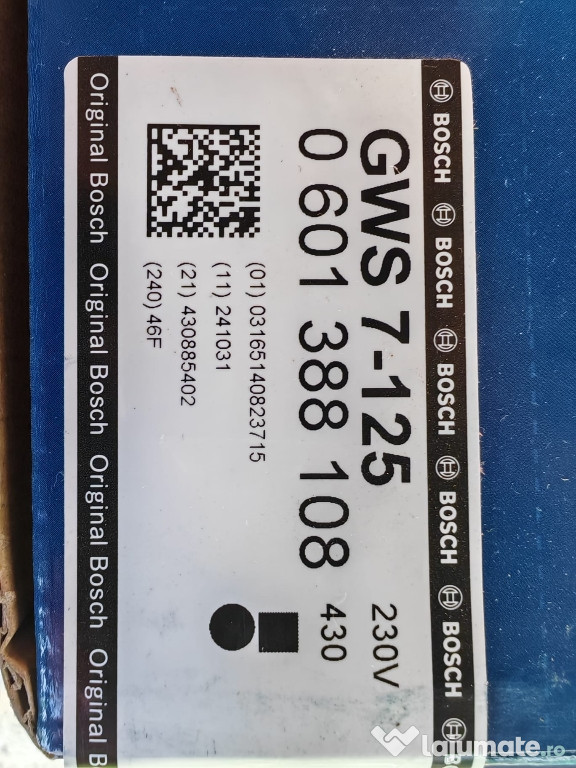 BOSCH BOSCH BOSCH BOSCH BOSCH BOSCH
GWS 7-125 230V
0 601 388 108 430
(01) 03165140823715
(11) 241031
(21) 430885402
(240) 46F
Original Bosch Original Bosch Original Bosch Original Bosch
lajumate.ro